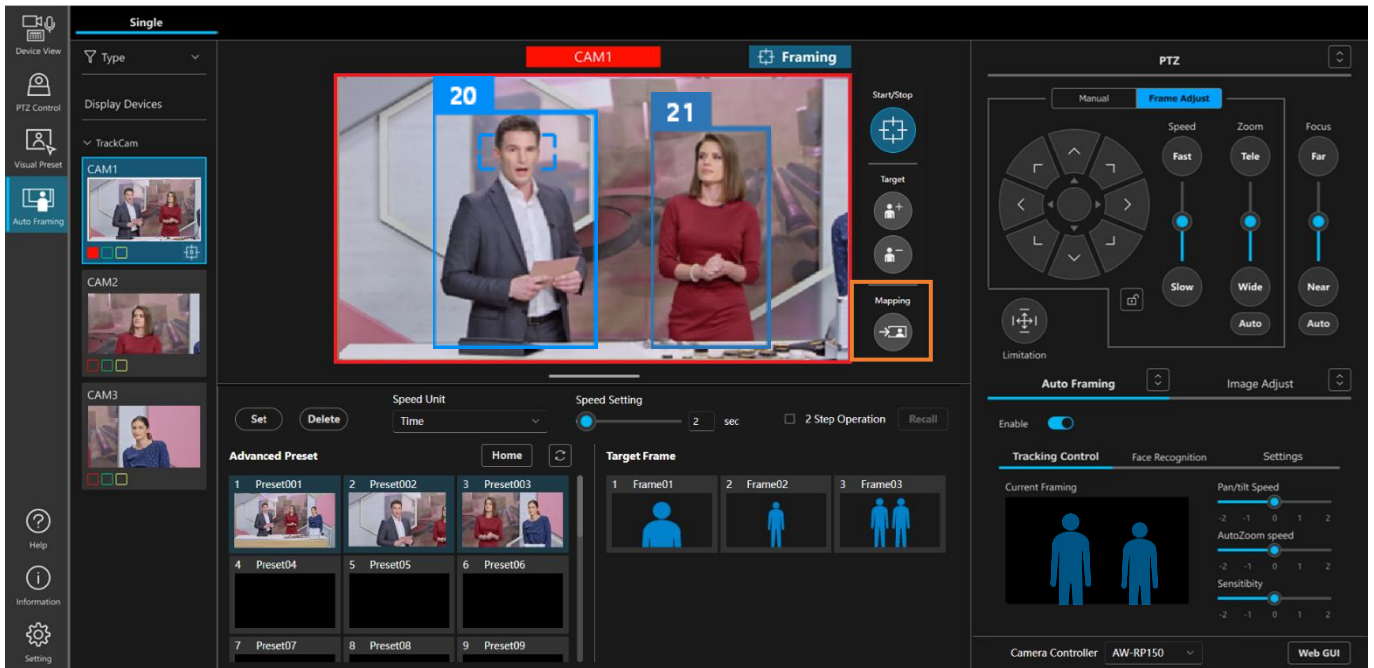 Device View
PTZ Control
Visual Preset
Auto Framing
Help
Information
Setting
Single
Type
Display Devices
TrackCam
CAM1
CAM2
CAM3
CAM1
Framing
20
21
Start/Stop
Target
Mapping
Set
Delete
Speed Unit
Time
Speed Setting
2 sec
2 Step Operation
Recall
Advanced Preset
Home
1 Preset001
2 Preset002
3 Preset003
4 Preset04
5 Preset05
6 Preset06
7 Preset07
8 Preset08
9 Preset09
Target Frame
1 Frame01
2 Frame02
3 Frame03
PTZ
Manual
Frame Adjust
Speed
Zoom
Focus
Fast
Tele
Far
Slow
Wide
Near
Auto
Auto
Limitation
Auto Framing
Image Adjust
Enable
Tracking Control
Face Recognition
Settings
Current Framing
Pan/tilt Speed
-2 -1 0 1 2
AutoZoom speed
-2 -1 0 1 2
Sensitibity
-2 -1 0 1 2
Camera Controller
AW-RP150
Web GUI